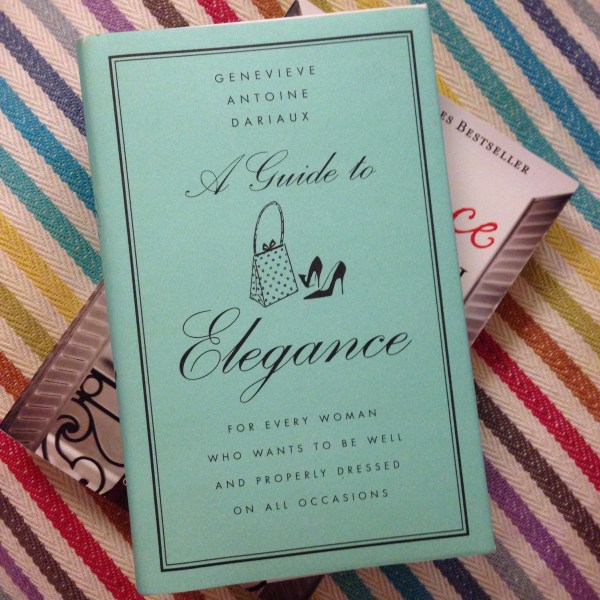 GENEVIEVE
ANTOINE
DARIAUX
A Guide to
Elegance
FOR EVERY WOMAN
WHO WANTS TO BE WELL
AND PROPERLY DRESSED
ON ALL OCCASIONS
BESTSELLER